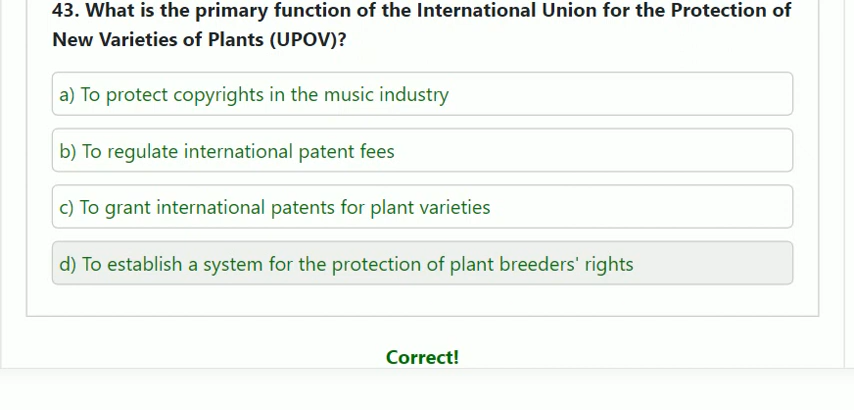 43. What is the primary function of the International Union for the Protection of
New Varieties of Plants (UPOV)?
a) To protect copyrights in the music industry
b) To regulate international patent fees
c) To grant international patents for plant varieties
d) To establish a system for the protection of plant breeders' rights
Correct!